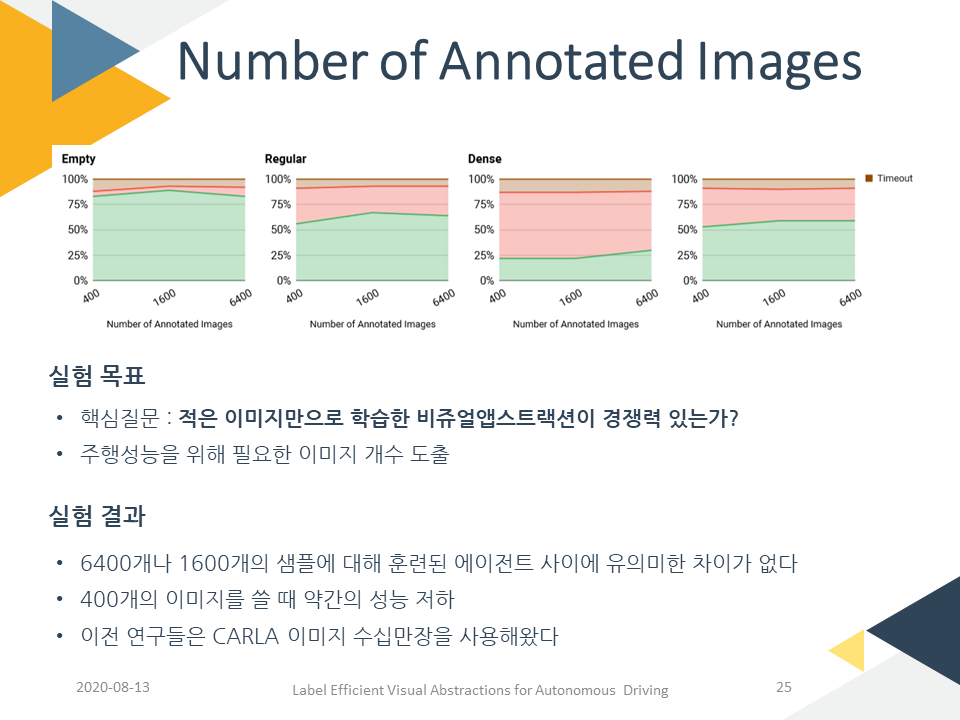 Number of Annotated Images
Empty
100%
75%
50%
25%
0%
400
1600
6400
Number of Annotated Images
Regular
100%
75%
50%
25%
0%
400
1600
6400
Number of Annotated Images
Dense
100%
75%
50%
25%
0%
400
1600
6400
Number of Annotated Images
100%
75%
50%
25%
0%
400
1600
6400
Number of Annotated Images
Timeout
실험 목표
• 핵심질문 : 적은 이미지만으로 학습한 비쥬얼앱스트랙션이 경쟁력 있는가?
• 주행성능을 위해 필요한 이미지 개수 도출
실험 결과
• 6400개나 1600개의 샘플에 대해 훈련된 에이전트 사이에 유의미한 차이가 없다
• 400개의 이미지를 쓸 때 약간의 성능 저하
• 이전 연구들은 CARLA 이미지 수십만장을 사용해왔다
2020-08-13
Label Efficient Visual Abstractions for Autonomous Driving
25